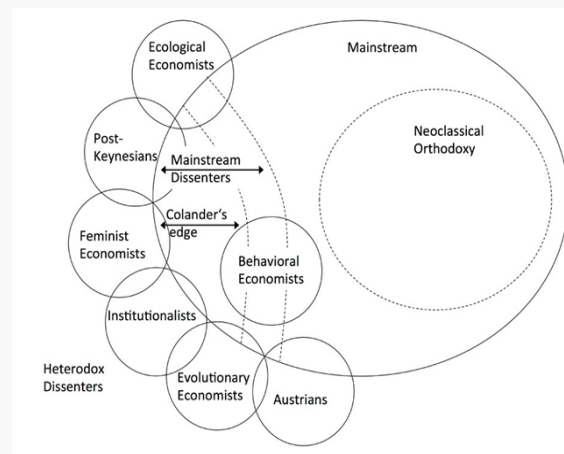 Ecological
Economists
Mainstream
Neoclassical
Orthodoxy
Post-
Keynesians
Mainstream
Dissenters
Colander's
edge
Feminist
Economists
Behavioral
Economists
Institutionalists
Heterodox
Dissenters
Evolutionary
Economists
Austrians